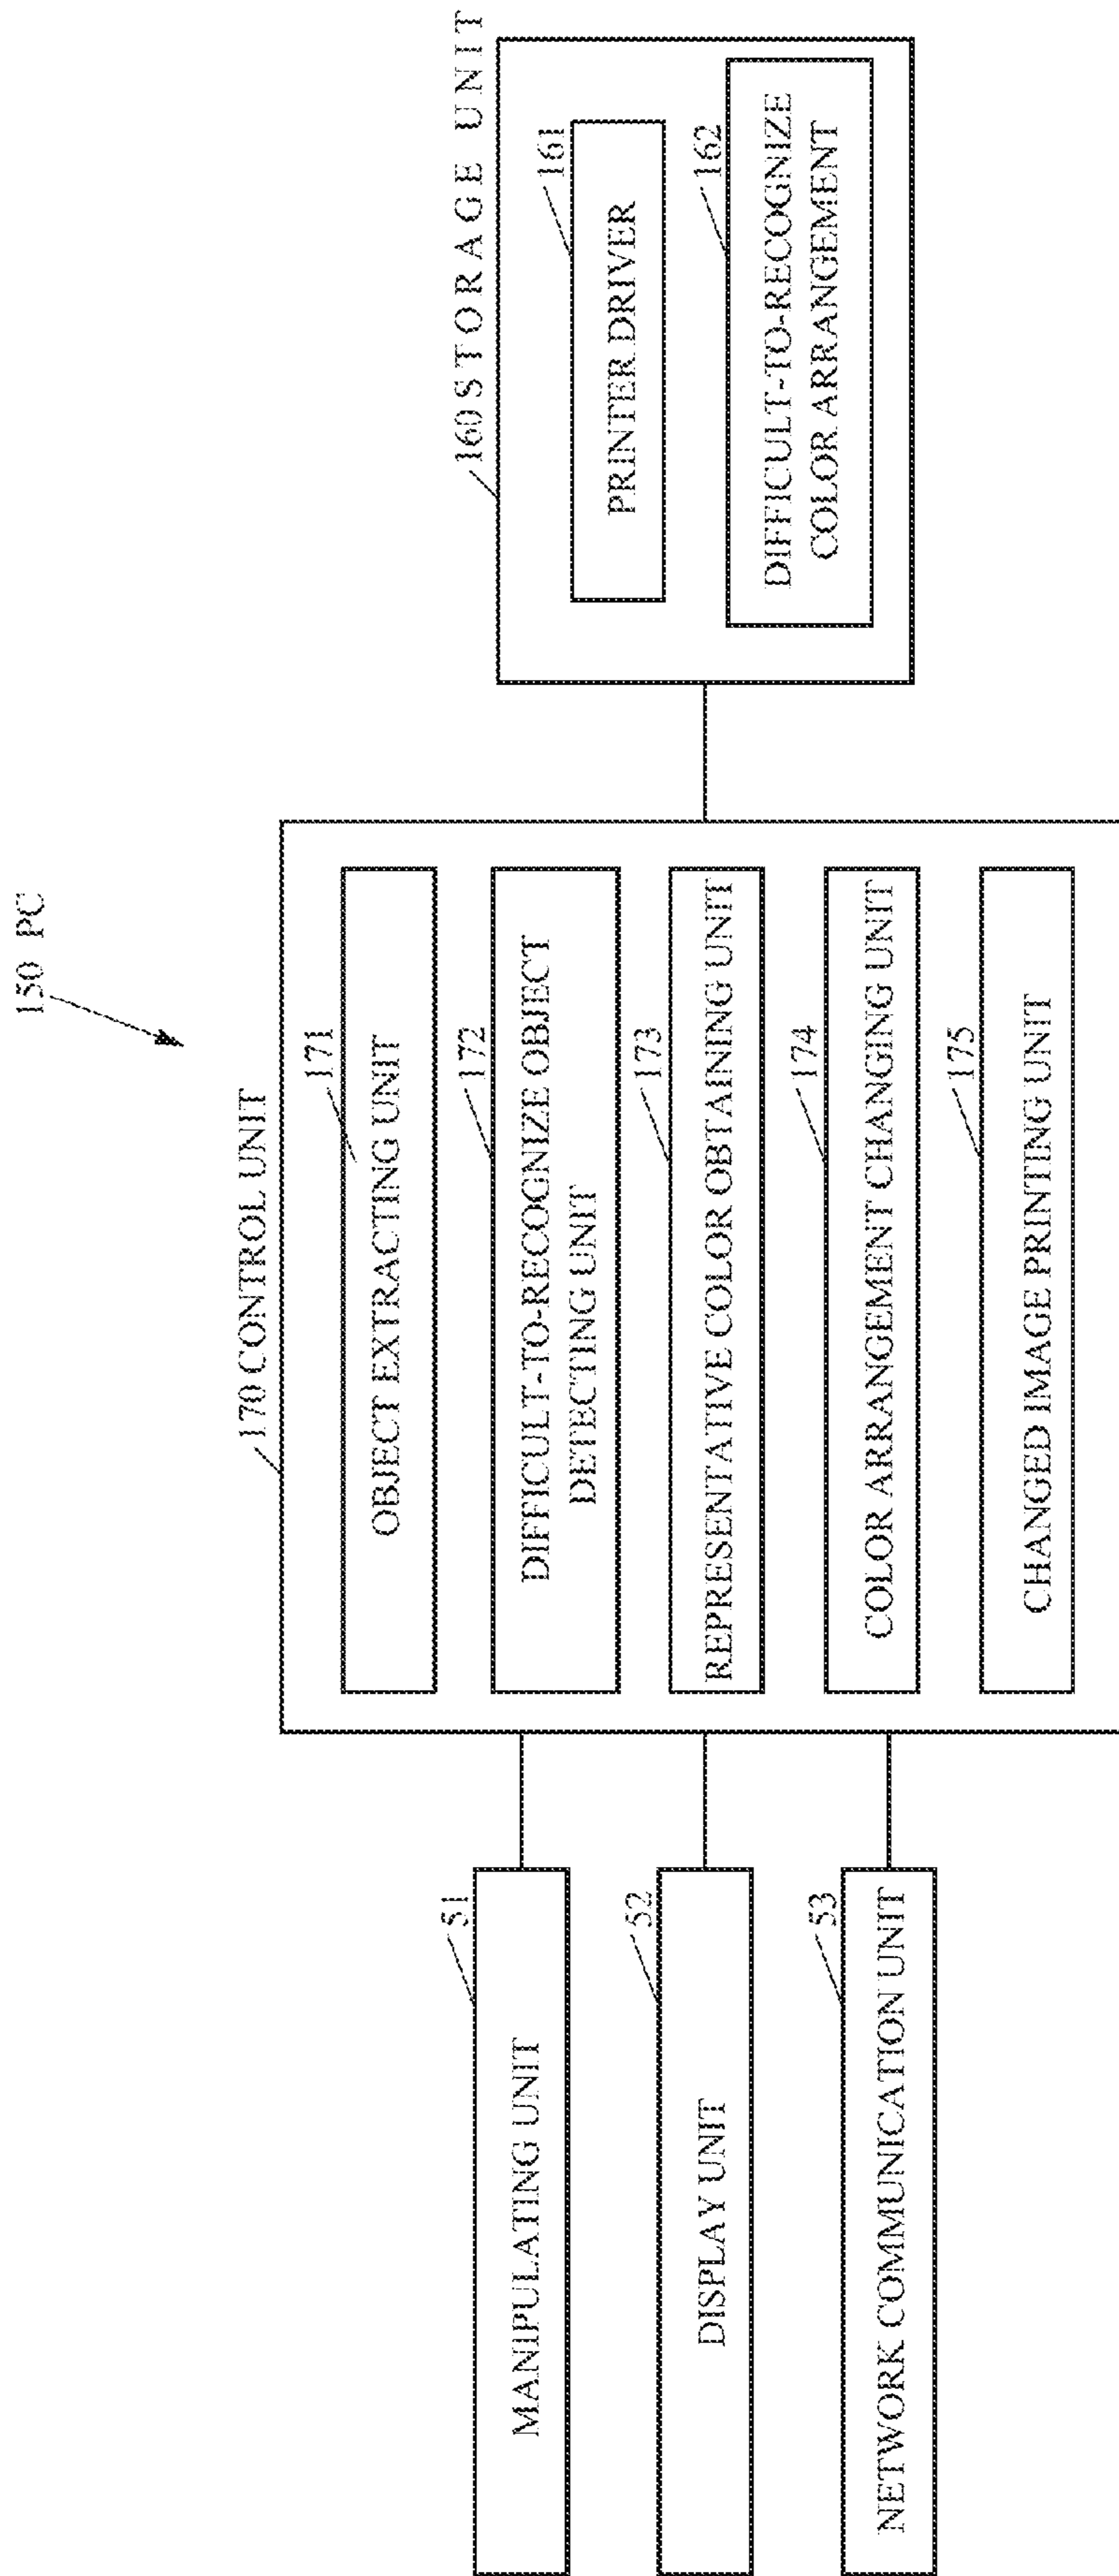 150 PC
51
MANIPULATING UNIT
52
DISPLAY UNIT
53
NETWORK COMMUNICATION UNIT
170 CONTROL UNIT
171
OBJECT EXTRACTING UNIT
172
DIFFICULT-TO-RECOGNIZE OBJECT
DETECTING UNIT
173
REPRESENTATIVE COLOR OBTAINING UNIT
174
COLOR ARRANGEMENT CHANGING UNIT
175
CHANGED IMAGE PRINTING UNIT
160 STORAGE UNIT
161
PRINTER DRIVER
162
DIFFICULT-TO-RECOGNIZE
COLOR ARRANGEMENT